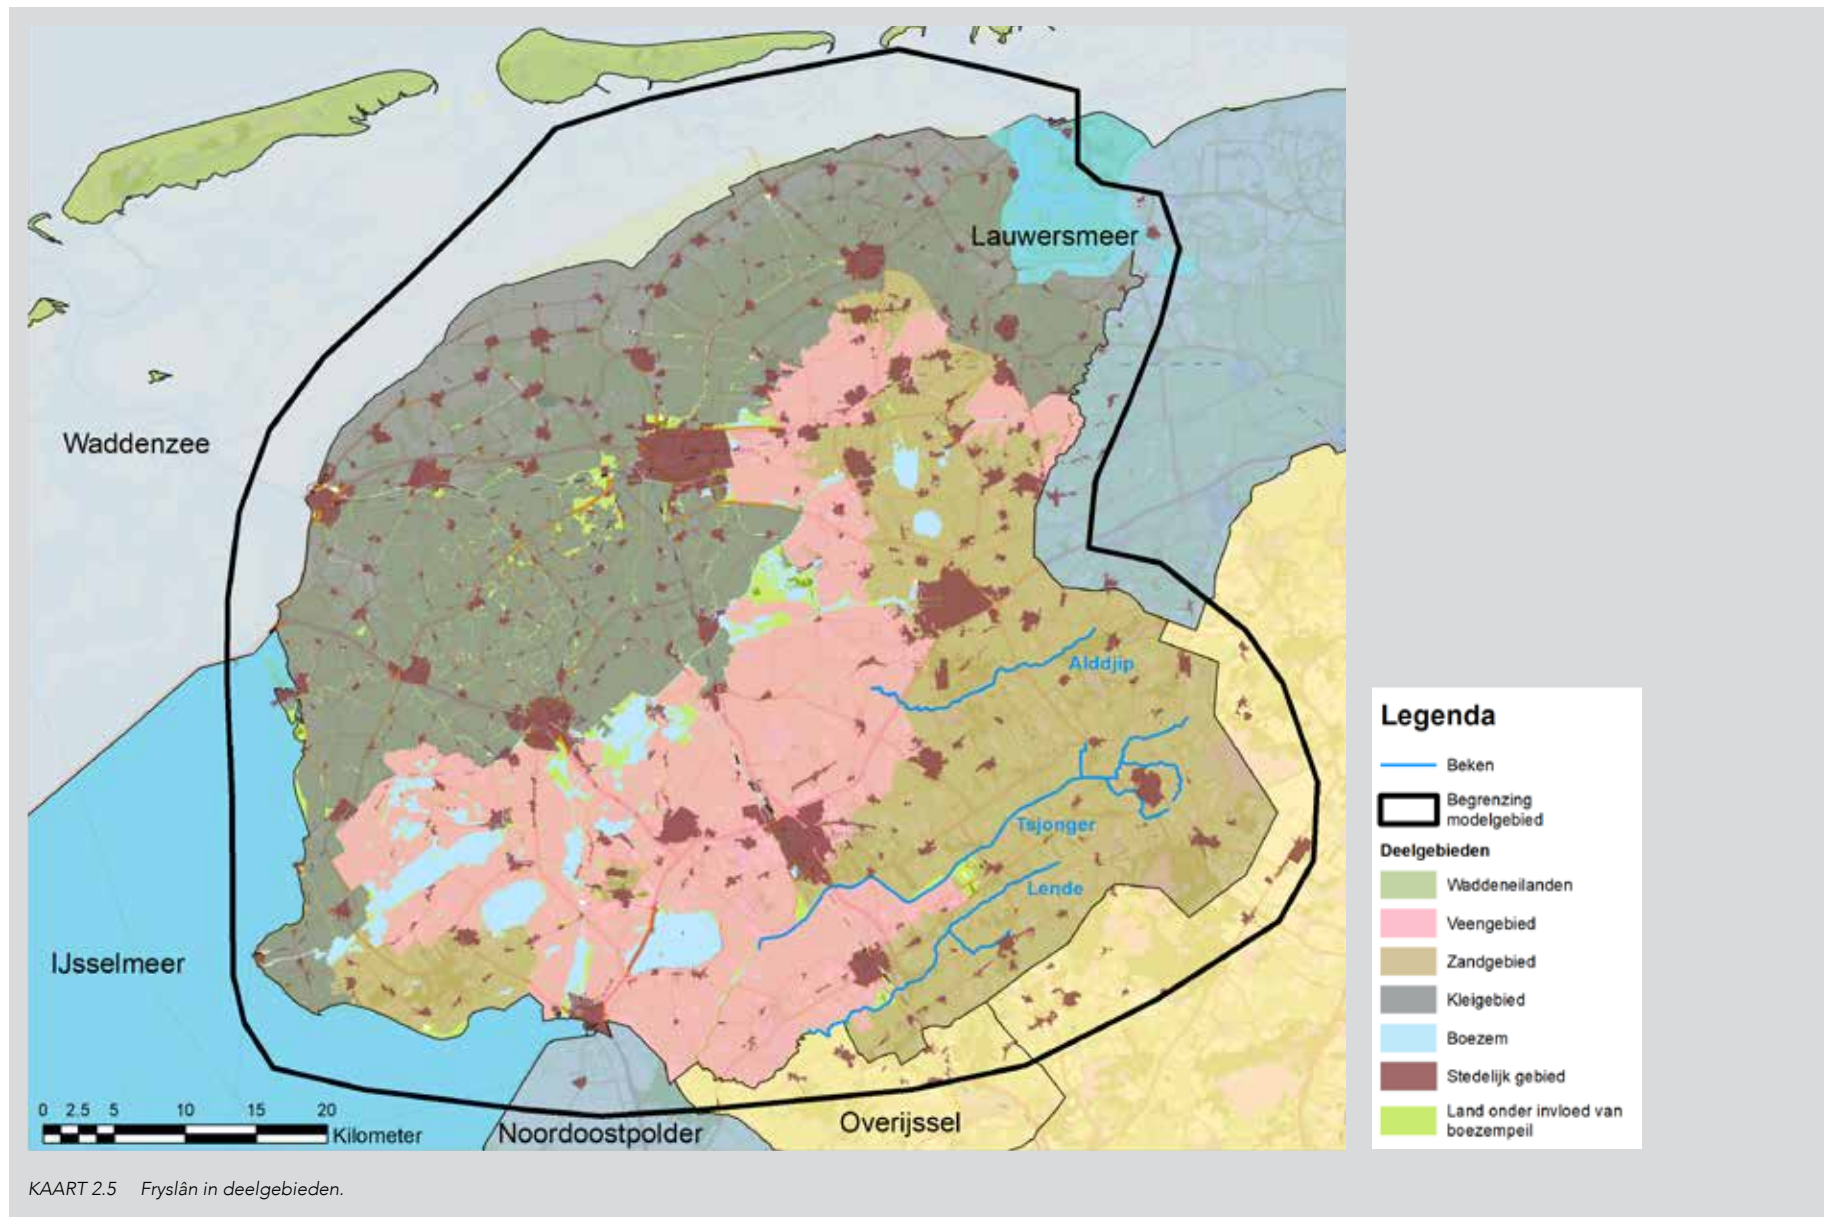 Lauwersmeer
Waddenzee
Alddjip
Tsjonger
Lende
IJsselmeer
0 2.5 5 10 15 20
Kilometer
Noordoostpolder
Overijssel
Legenda
Beken
Begrenzing
modelgebied
Deelgebieden
Waddeneilanden
Veengebied
Zandgebied
Kleigebied
Boezem
Stedelijk gebied
Land onder invloed van
boezempeil
KAART 2.5 Fryslân in deelgebieden.